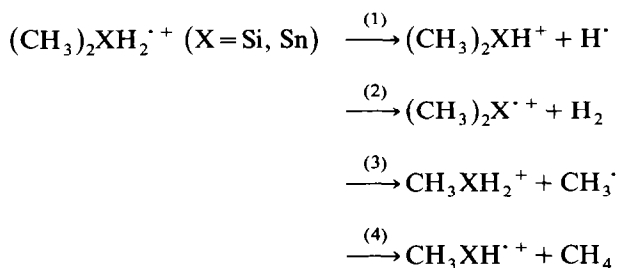 (CH₃)₂XH₂·⁺ (X=Si, Sn) —(1)→ (CH₃)₂XH⁺ + H·
—(2)→ (CH₃)₂X·⁺ + H₂
—(3)→ CH₃XH₂⁺ + CH₃·
—(4)→ CH₃XH·⁺ + CH₄